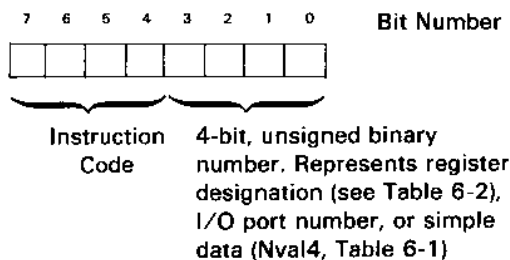 7 6 5 4 3 2 1 0 Bit Number
Instruction Code
4-bit, unsigned binary
number. Represents register
designation (see Table 6-2),
I/O port number, or simple
data (Nval4, Table 6-1)